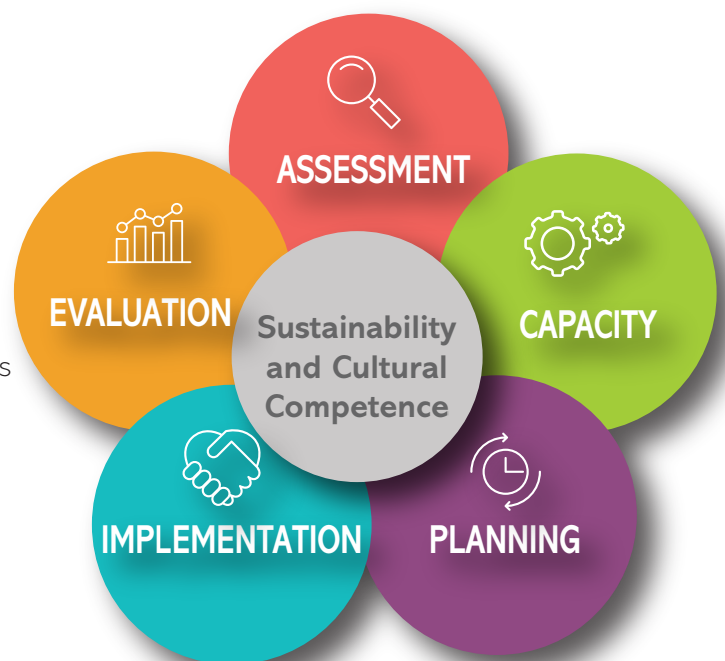 ASSESSMENT
CAPACITY
EVALUATION
Sustainability
and Cultural
Competence
s
IMPLEMENTATION
PLANNING